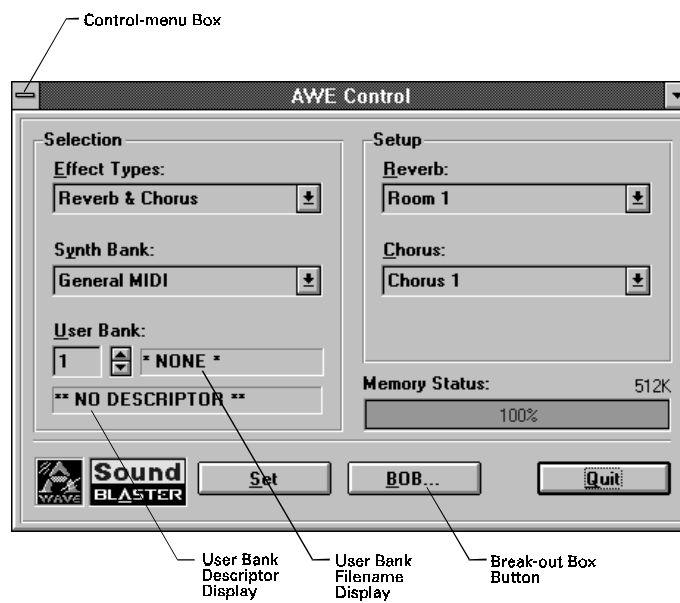 Control-menu Box
AWE Control
Selection
Setup
Effect Types:
Reverb & Chorus
Reverb:
Room 1
Synth Bank:
General MIDI
Chorus:
Chorus 1
User Bank:
1
* NONE *
** NO DESCRIPTOR **
Memory Status:
512K
100%
A WAVE
Sound
BLASTER
Set
BOB...
Quit
User Bank
Descriptor
Display
User Bank
Filename
Display
Break-out Box
Button